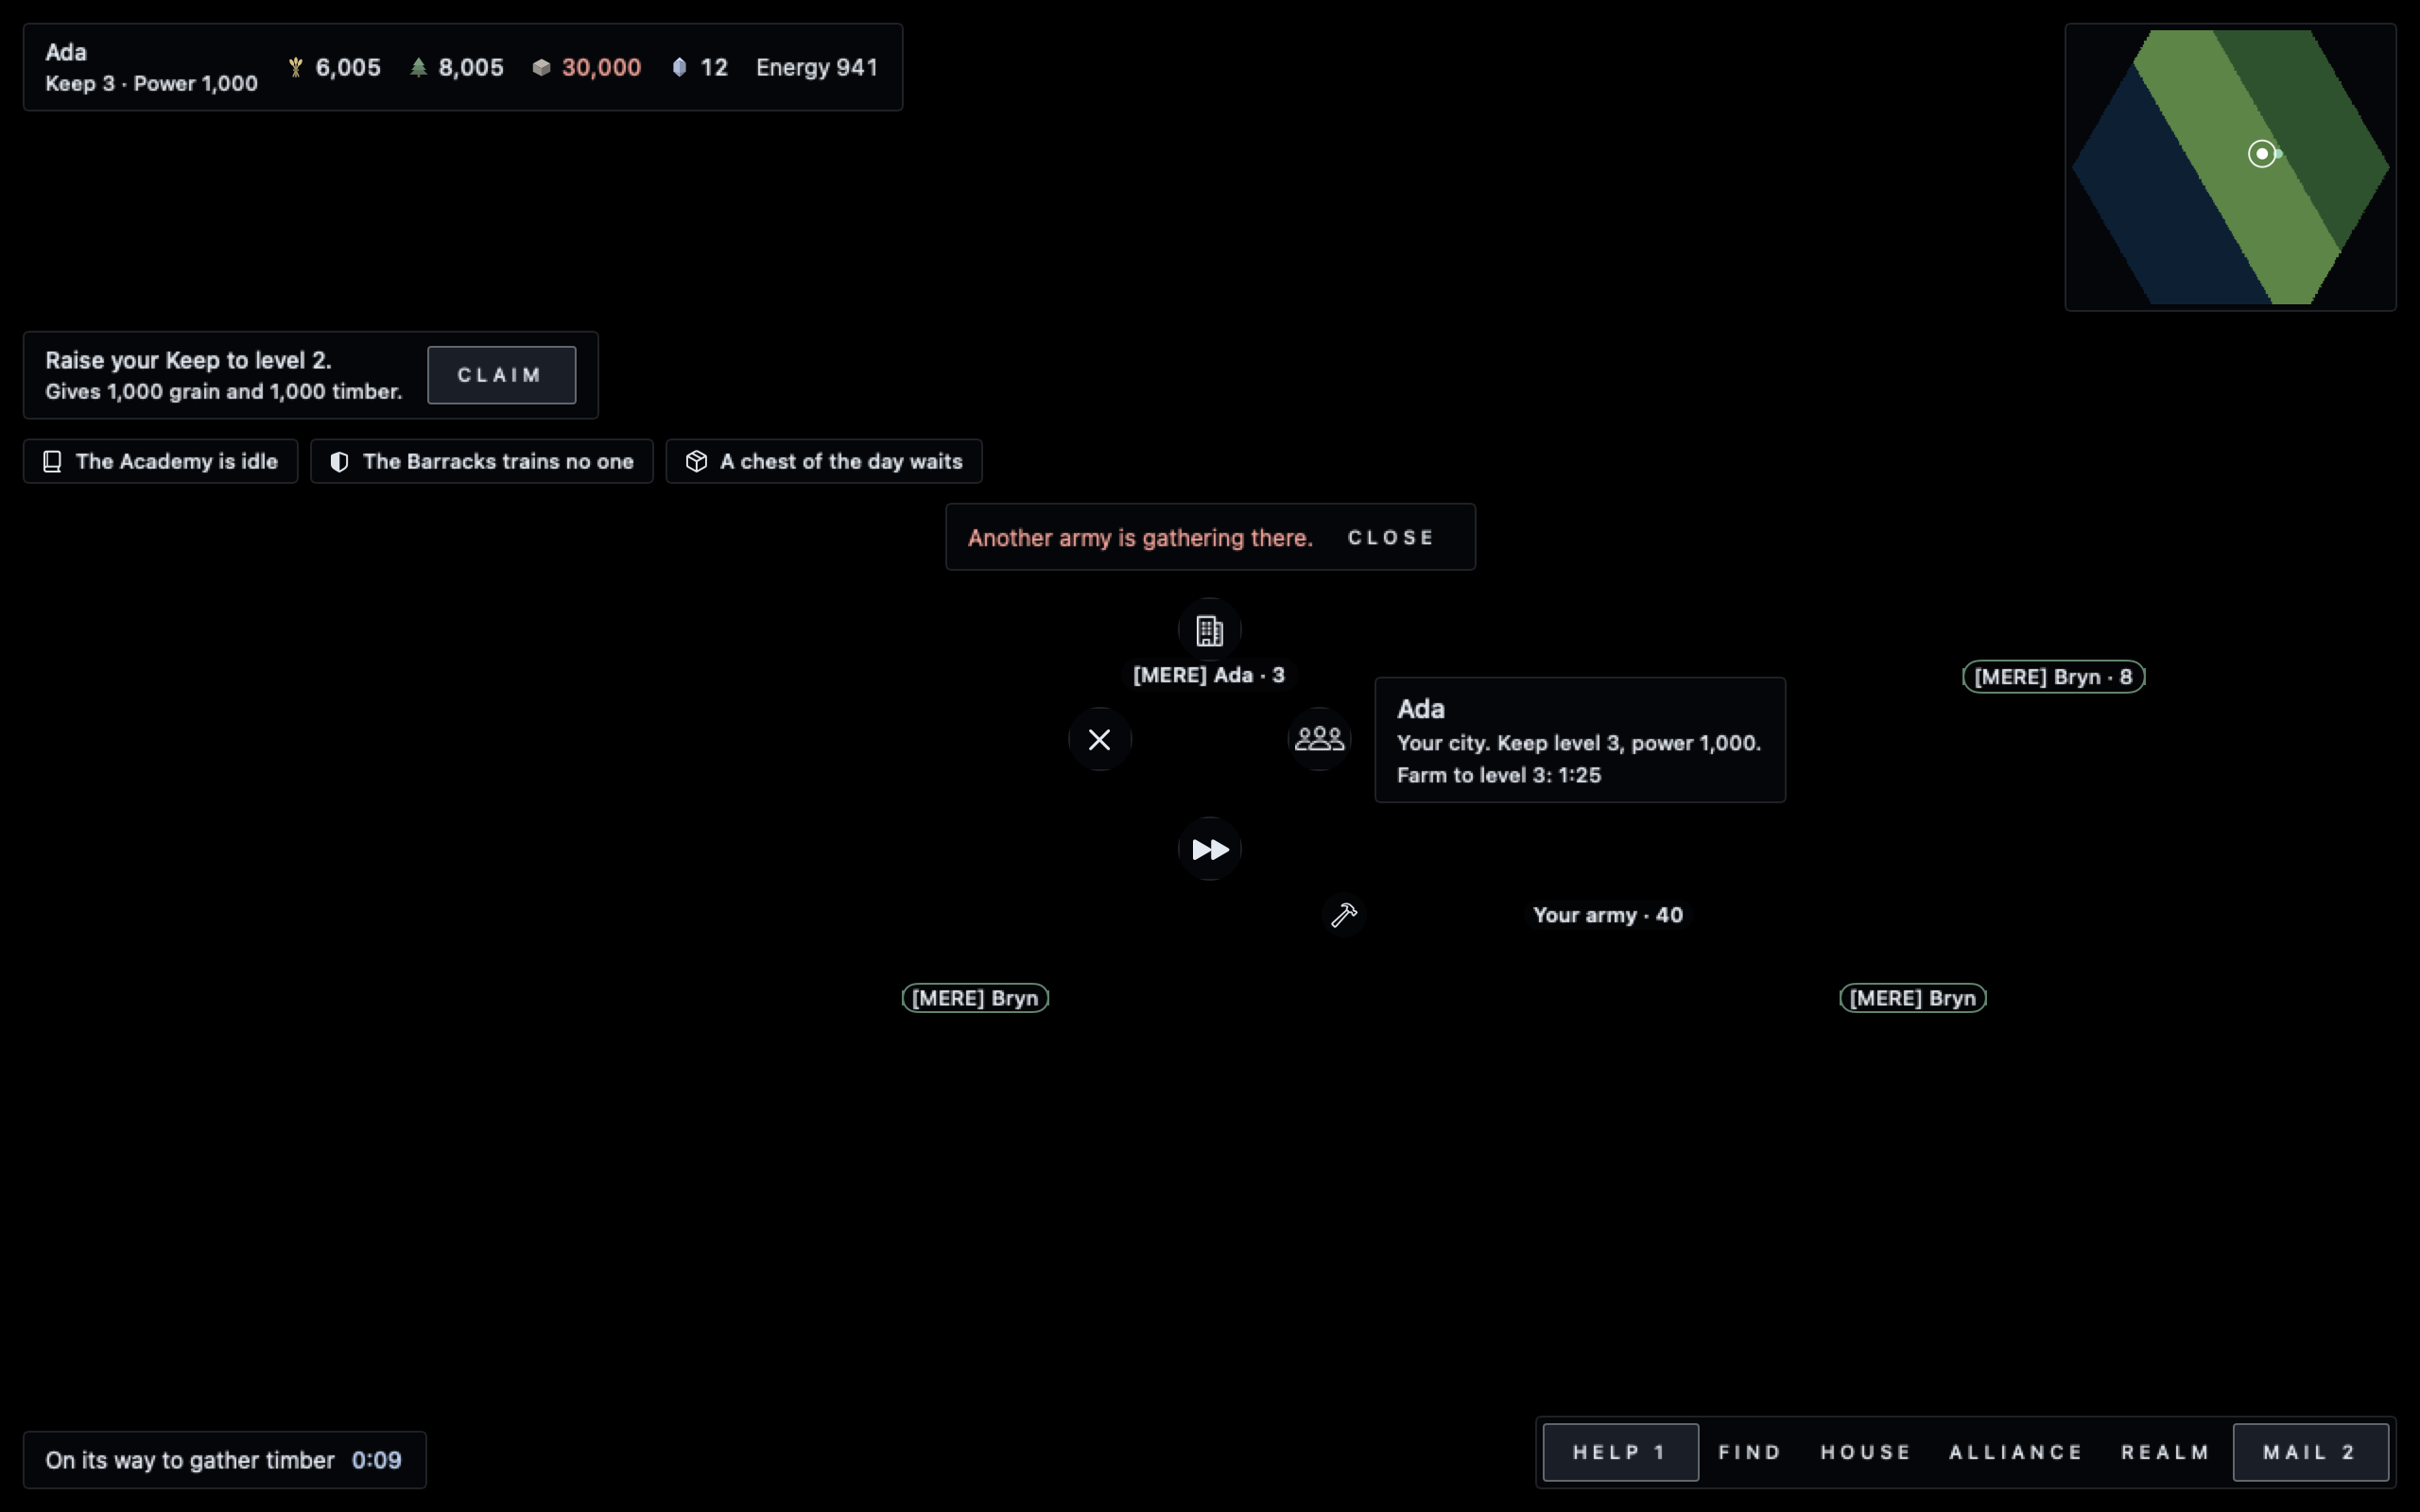 Ada
Keep 3 · Power 1,000
6,005
8,005
30,000
12
Energy 941
Raise your Keep to level 2.
Gives 1,000 grain and 1,000 timber.
CLAIM
The Academy is idle
The Barracks trains no one
A chest of the day waits
Another army is gathering there.
CLOSE
[MERE] Ada · 3
[MERE] Bryn · 8
Ada
Your city. Keep level 3, power 1,000.
Farm to level 3: 1:25
Your army · 40
[MERE] Bryn
[MERE] Bryn
On its way to gather timber 0:09
HELP 1
FIND
HOUSE
ALLIANCE
REALM
MAIL 2